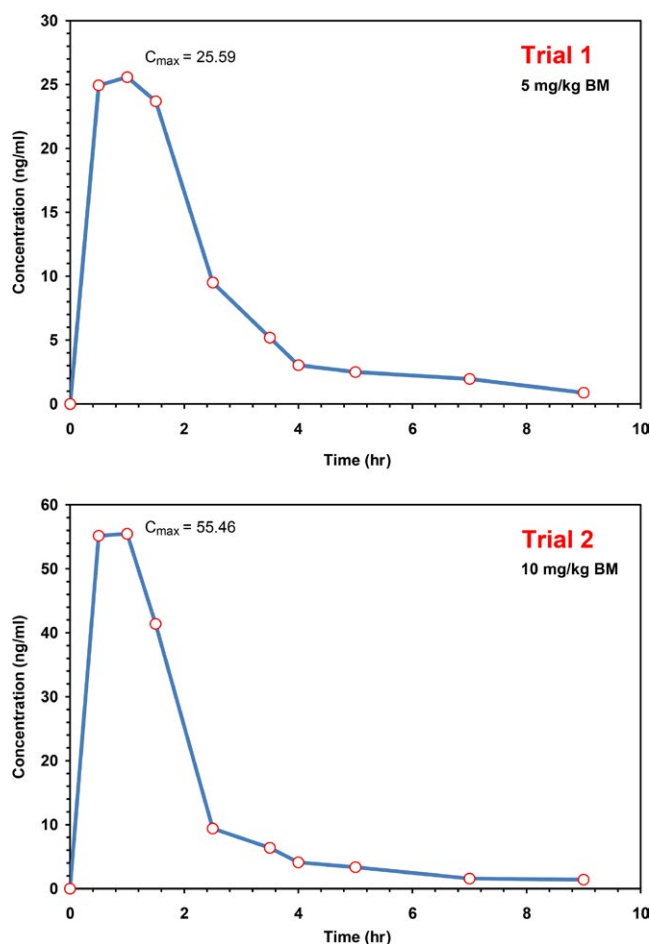 30
25
20
15
10
5
0
Concentration (ng/ml)
Cmax = 25.59
Trial 1
5 mg/kg BM
0 2 4 6 8 10
Time (hr)
60
50
40
30
20
10
0
Concentration (ng/ml)
Cmax = 55.46
Trial 2
10 mg/kg BM
0 2 4 6 8 10
Time (hr)